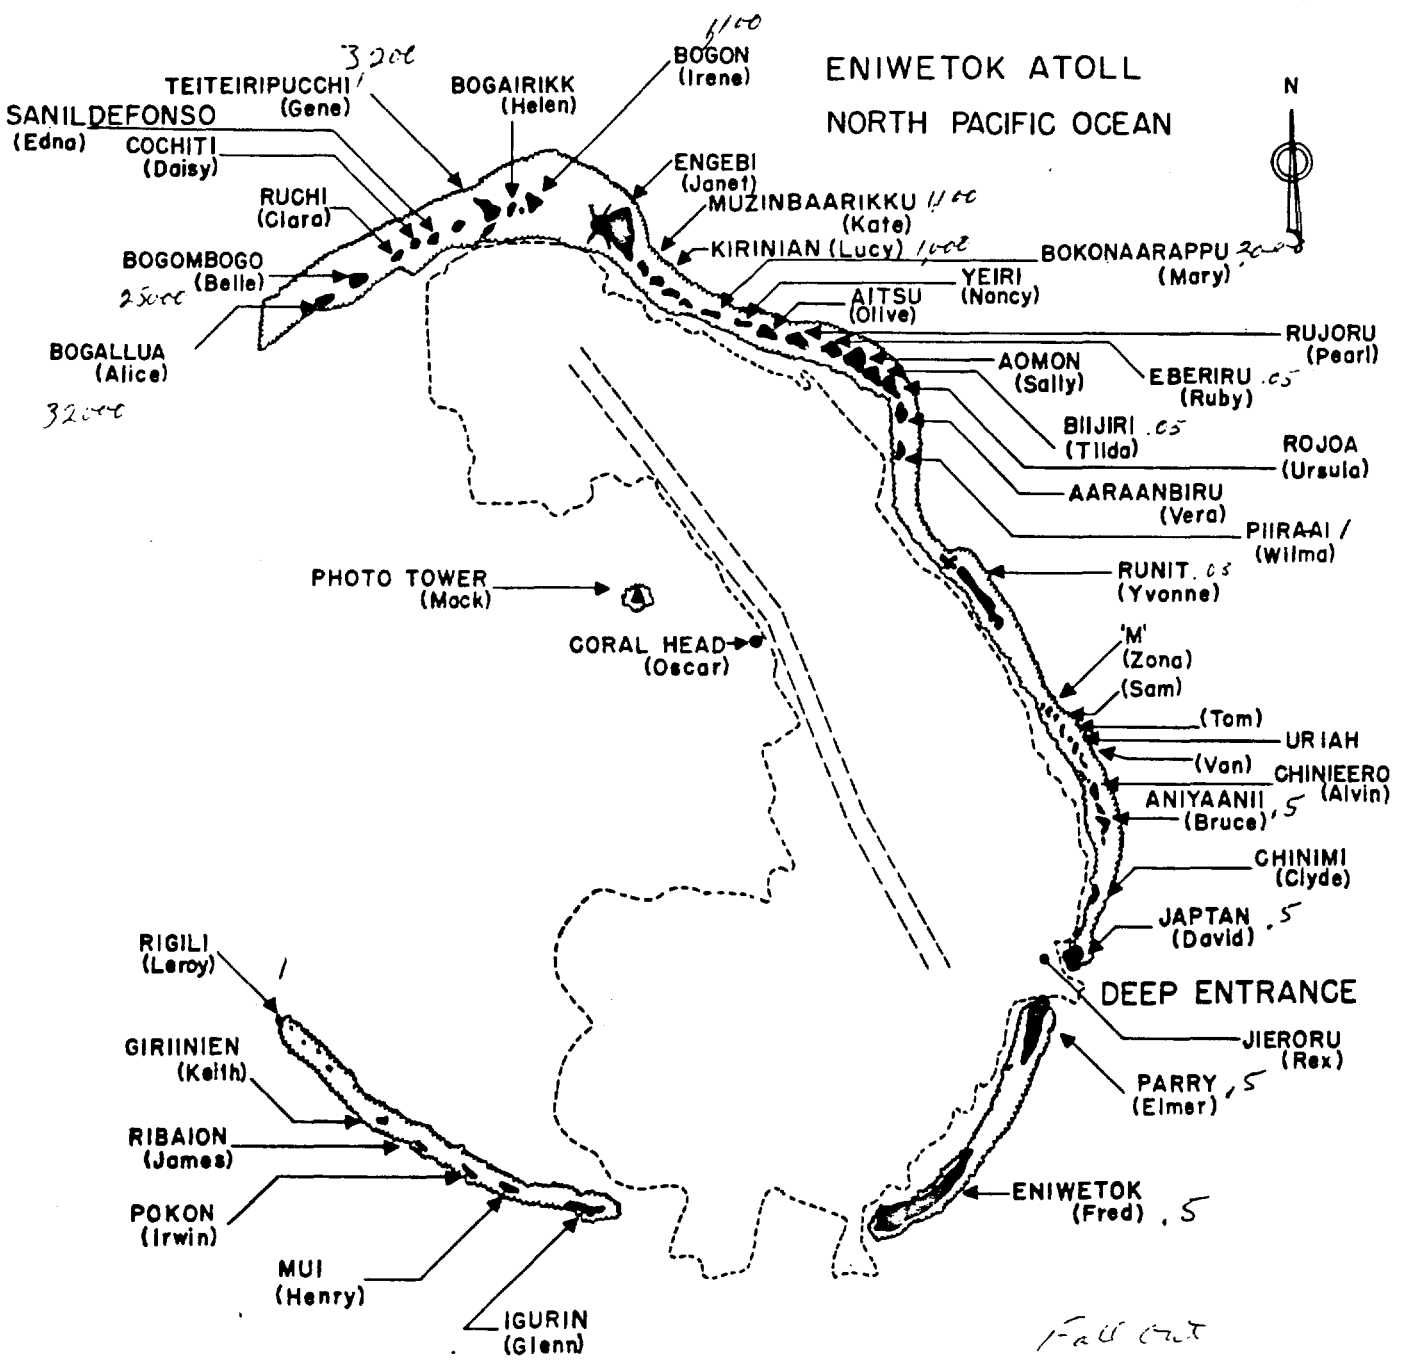 ENIWETOK ATOLL
NORTH PACIFIC OCEAN
N
3200
TEITEIRIPUCCHI
(Gene)
BOGAIRIKK
(Helen)
BOGON
(Irene)
SANILDEFONSO
(Edna)
COCHITI
(Daisy)
RUCHI
(Clara)
BOGOMBOGO
(Belle)
25000
BOGALLUA
(Alice)
32000
ENGEBI
(Janet)
MUZINBAARIKKU 1100
(Kate)
KIRINIAN (Lucy)
BOKONAARAPPU
(Mary)
YEIRI
(Nancy)
AITSU
(Olive)
RUJORU
(Pearl)
AOMON
(Sally)
EBERIRU .05
(Ruby)
BIIJIRI .05
(Tilda)
ROJOA
(Ursula)
AARAANBIRU
(Vera)
PIIRAAI
(Wilma)
RUNIT .03
(Yvonne)
PHOTO TOWER
(Mack)
CORAL HEAD
(Oscar)
'M'
(Zona)
(Sam)
(Tom)
URIAH
(Van)
CHINIEERO
(Alvin)
ANIYAANII
(Bruce) .5
CHINIMI
(Clyde)
JAPTAN
(David) .5
DEEP ENTRANCE
JIERORU
(Rex)
PARRY .5
(Elmer)
ENIWETOK
(Fred) .5
RIGILI
(Leroy)
1
GIRIINIEN
(Keith)
RIBAION
(James)
POKON
(Irwin)
MUI
(Henry)
IGURIN
(Glenn)
Fall out